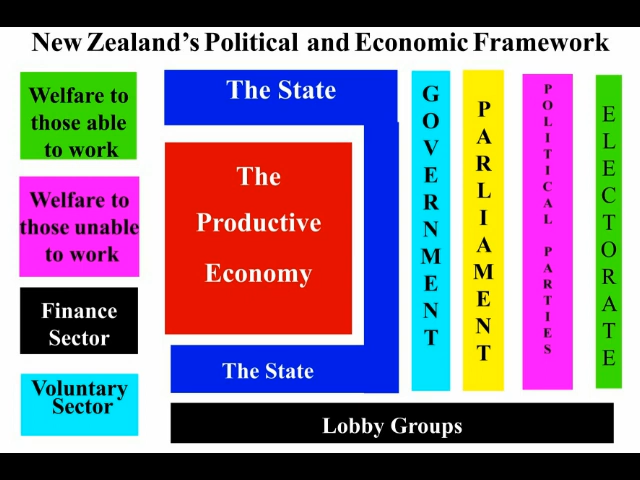 New Zealand's Political and Economic Framework
Welfare to
those able
to work
Welfare to
those unable
to work
Finance
Sector
Voluntary
Sector
The State
The
Productive
Economy
The State
GOVERNMENT
PARLIAMENT
POLITICAL PARTIES
ELECTORATE
Lobby Groups